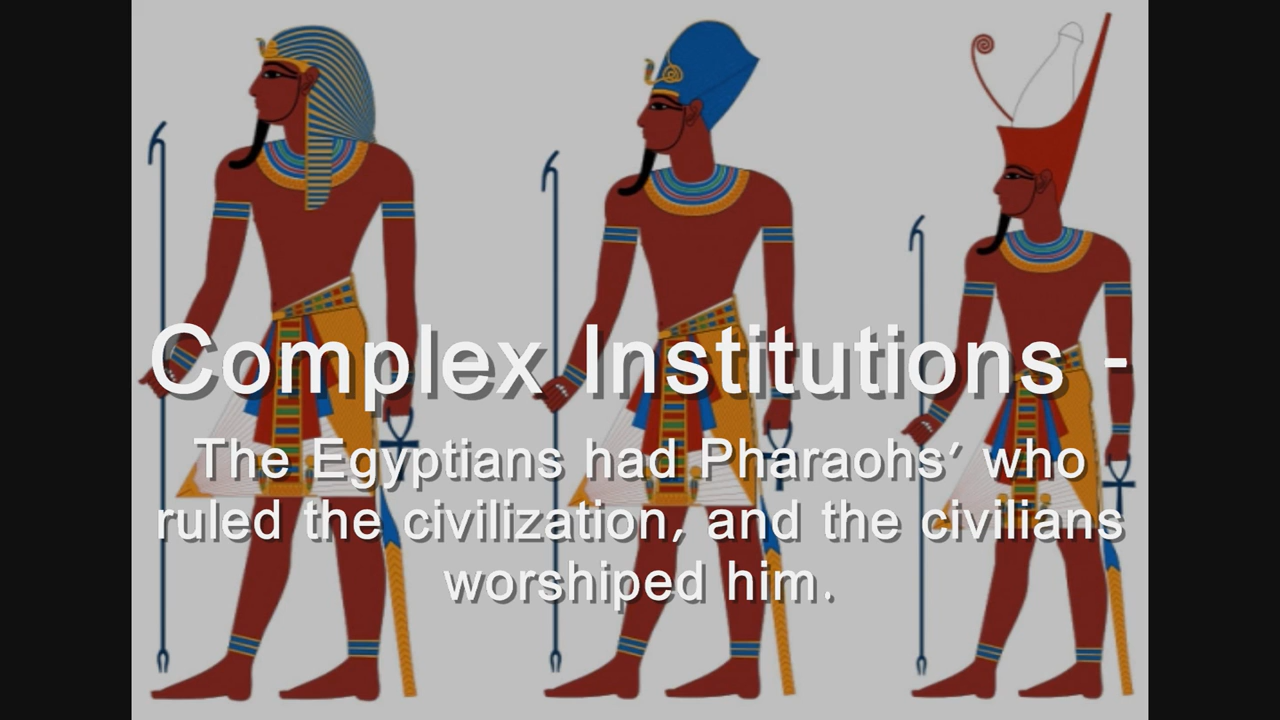 Complex Institutions -
The Egyptians had Pharaohs’ who
ruled the civilization, and the civilians
worshiped him.